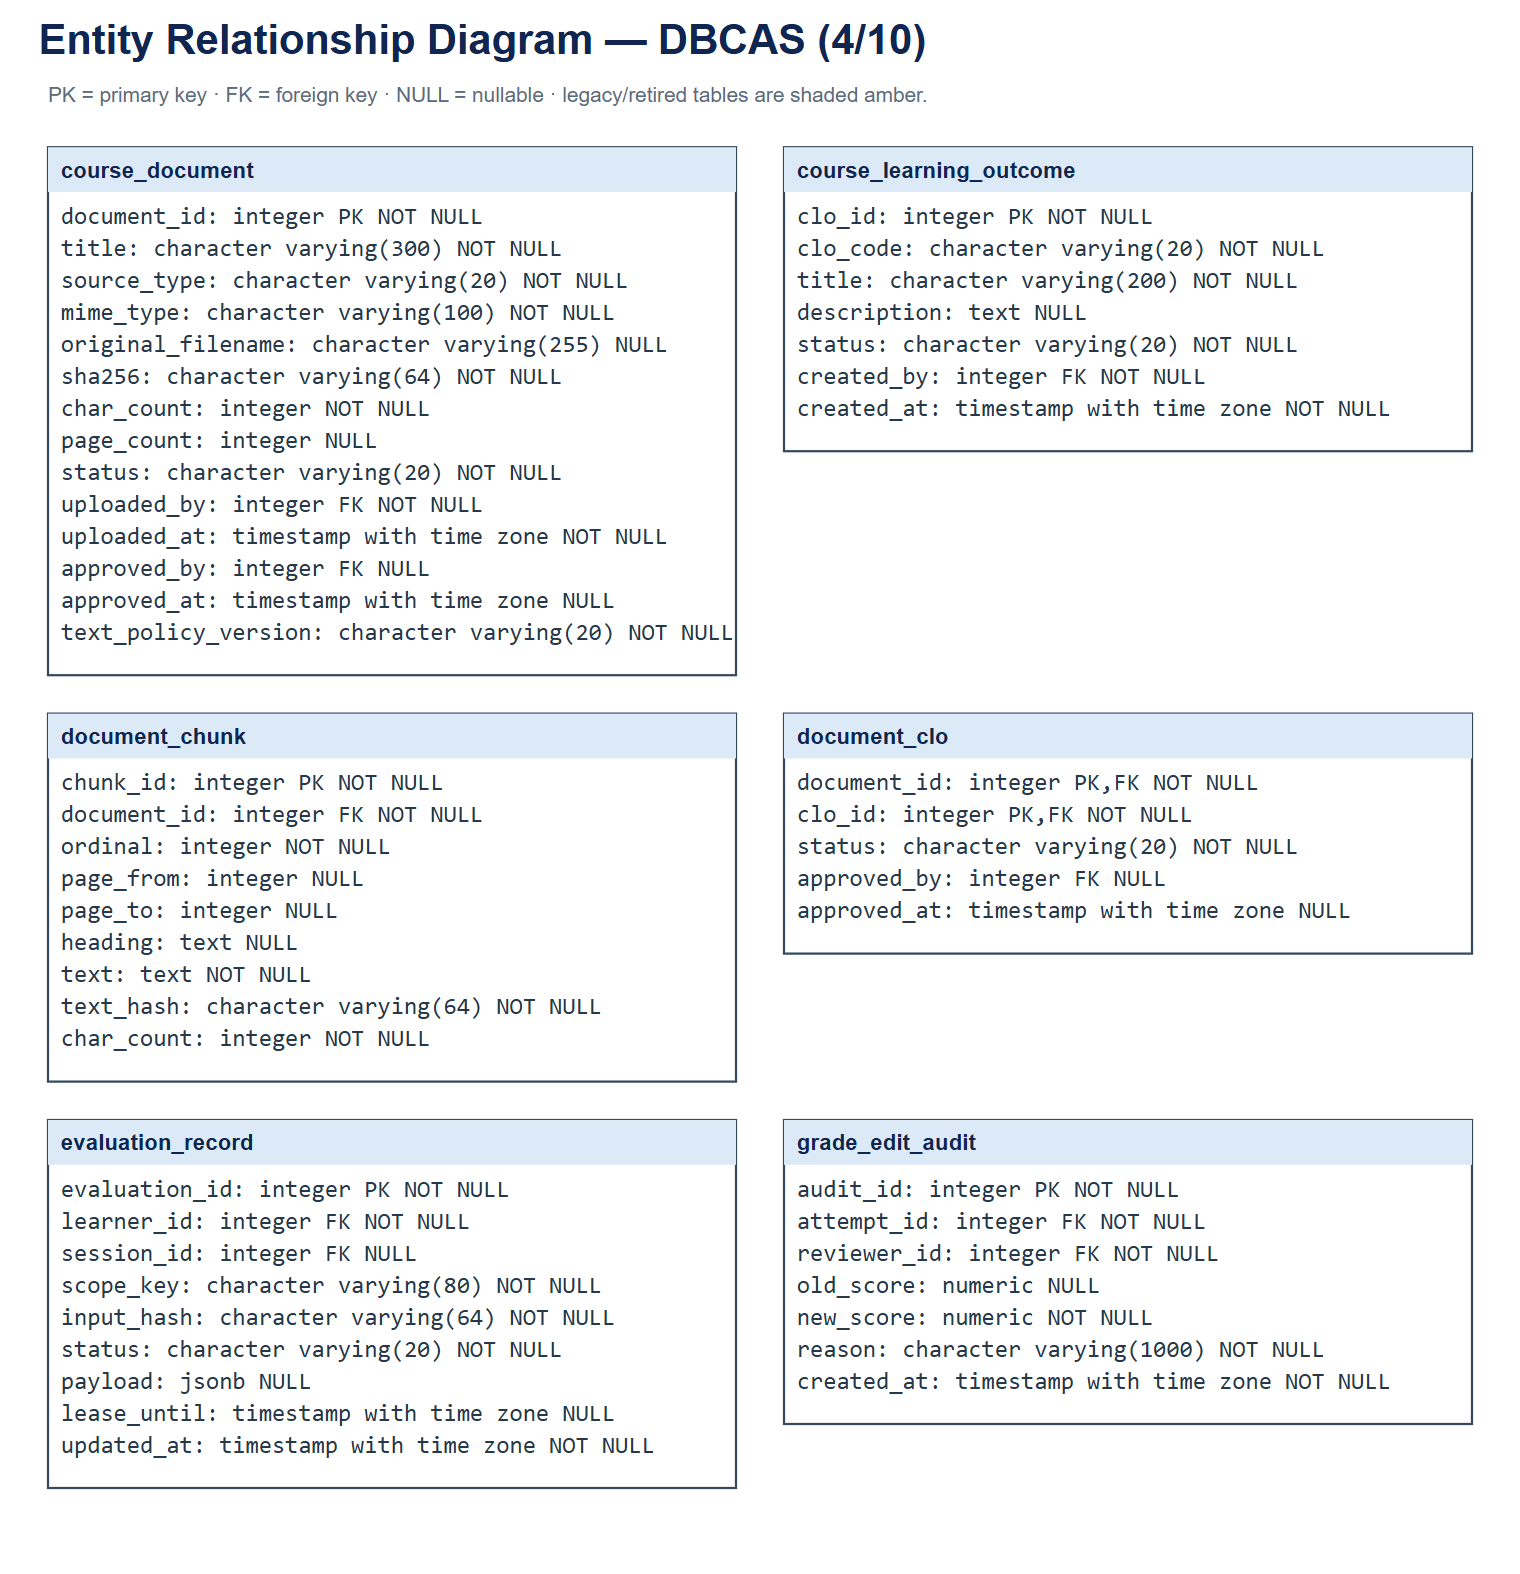 Entity Relationship Diagram — DBCAS (4/10)
PK = primary key · FK = foreign key · NULL = nullable · legacy/retired tables are shaded amber.
course_document
document_id: integer PK NOT NULL
title: character varying(300) NOT NULL
source_type: character varying(20) NOT NULL
mime_type: character varying(100) NOT NULL
original_filename: character varying(255) NULL
sha256: character varying(64) NOT NULL
char_count: integer NOT NULL
page_count: integer NULL
status: character varying(20) NOT NULL
uploaded_by: integer FK NOT NULL
uploaded_at: timestamp with time zone NOT NULL
approved_by: integer FK NULL
approved_at: timestamp with time zone NULL
text_policy_version: character varying(20) NOT NULL
course_learning_outcome
clo_id: integer PK NOT NULL
clo_code: character varying(20) NOT NULL
title: character varying(200) NOT NULL
description: text NULL
status: character varying(20) NOT NULL
created_by: integer FK NOT NULL
created_at: timestamp with time zone NOT NULL
document_chunk
chunk_id: integer PK NOT NULL
document_id: integer FK NOT NULL
ordinal: integer NOT NULL
page_from: integer NULL
page_to: integer NULL
heading: text NULL
text: text NOT NULL
text_hash: character varying(64) NOT NULL
char_count: integer NOT NULL
document_clo
document_id: integer PK,FK NOT NULL
clo_id: integer PK,FK NOT NULL
status: character varying(20) NOT NULL
approved_by: integer FK NULL
approved_at: timestamp with time zone NULL
evaluation_record
evaluation_id: integer PK NOT NULL
learner_id: integer FK NOT NULL
session_id: integer FK NULL
scope_key: character varying(80) NOT NULL
input_hash: character varying(64) NOT NULL
status: character varying(20) NOT NULL
payload: jsonb NULL
lease_until: timestamp with time zone NULL
updated_at: timestamp with time zone NOT NULL
grade_edit_audit
audit_id: integer PK NOT NULL
attempt_id: integer FK NOT NULL
reviewer_id: integer FK NOT NULL
old_score: numeric NULL
new_score: numeric NOT NULL
reason: character varying(1000) NOT NULL
created_at: timestamp with time zone NOT NULL